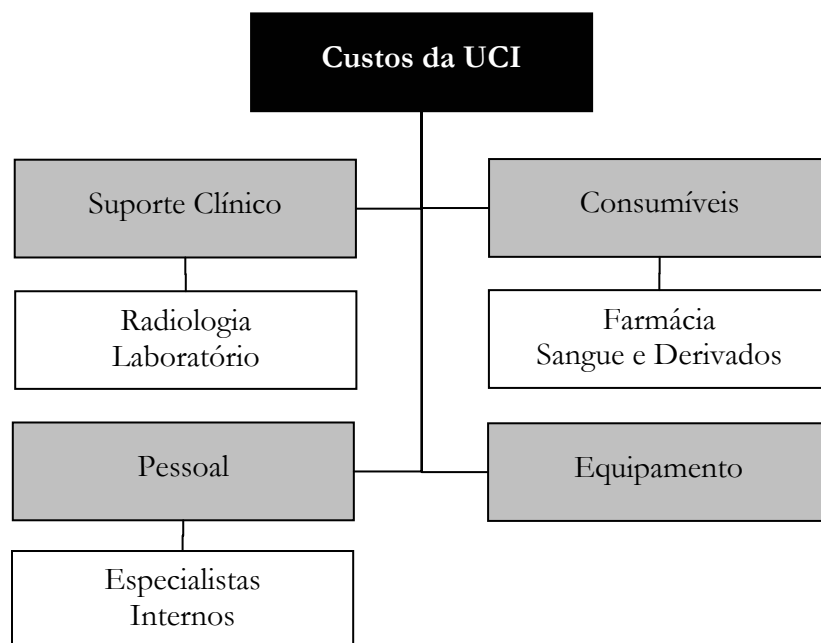 Custos da UCI
Suporte Clínico
Consumíveis
Radiologia
Laboratório
Farmácia
Sangue e Derivados
Pessoal
Equipamento
Especialistas
Internos